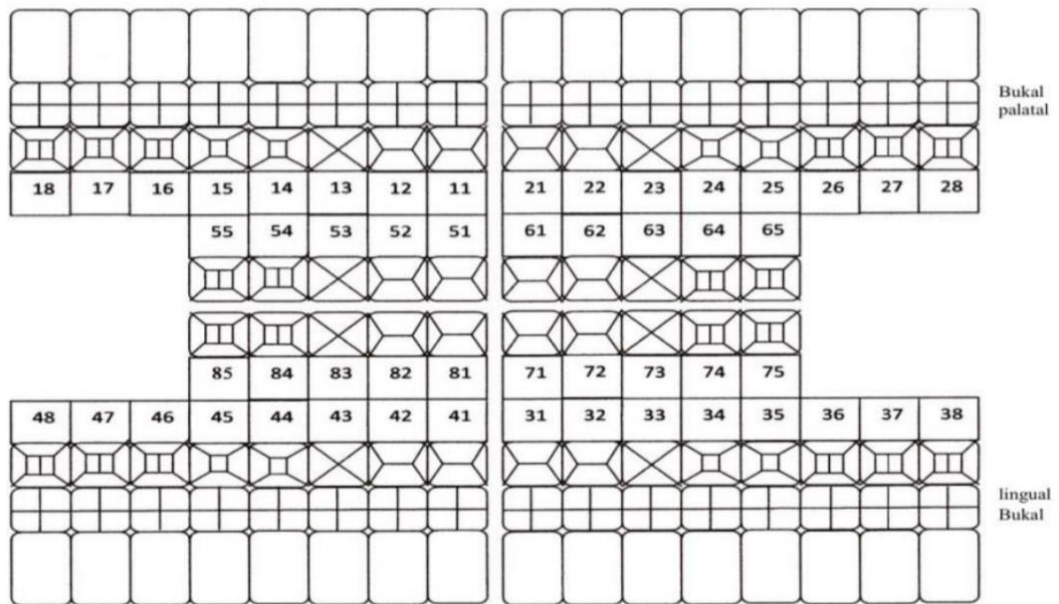 Bukal
palatal
18 17 16 15 14 13 12 11 21 22 23 24 25 26 27 28
55 54 53 52 51 61 62 63 64 65
85 84 83 82 81 71 72 73 74 75
48 47 46 45 44 43 42 41 31 32 33 34 35 36 37 38
lingual
Bukal